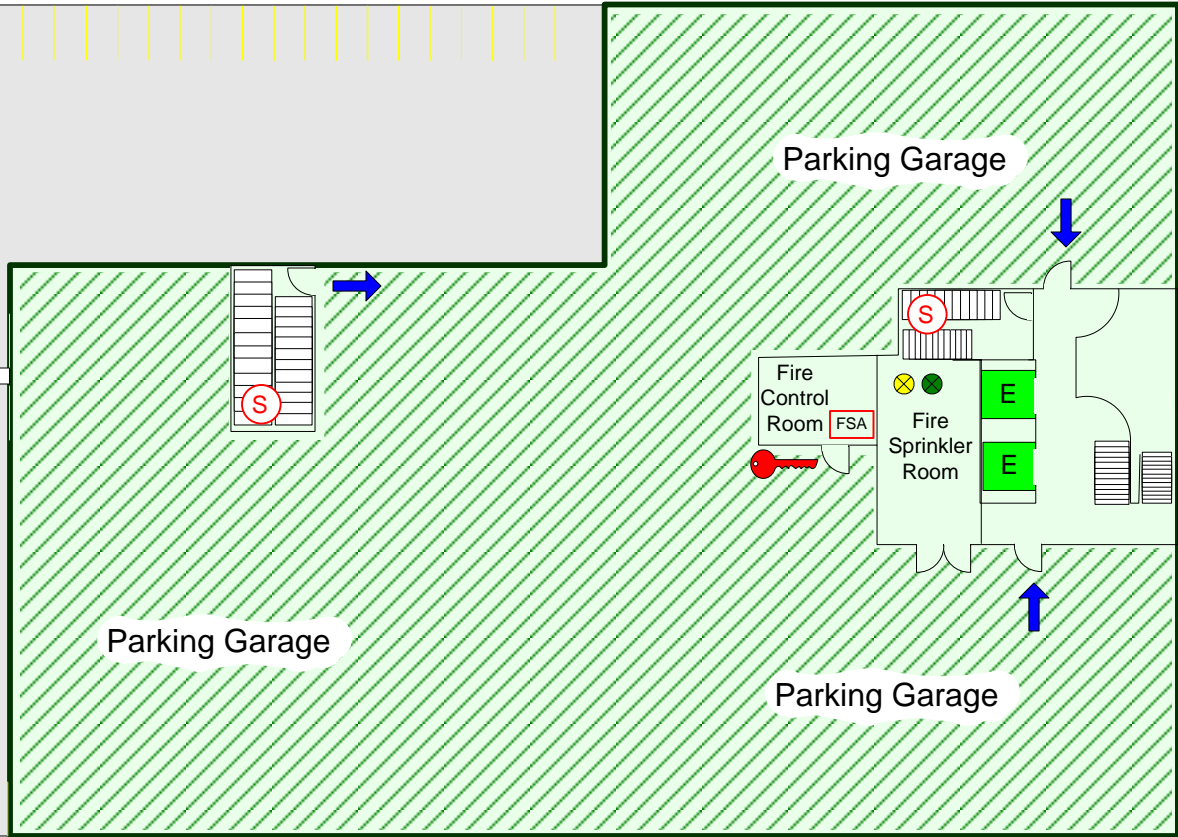 Parking Garage
S
S
Fire
Control
Room
FSA
E
Fire
Sprinkler
Room
E
Parking Garage
Parking Garage